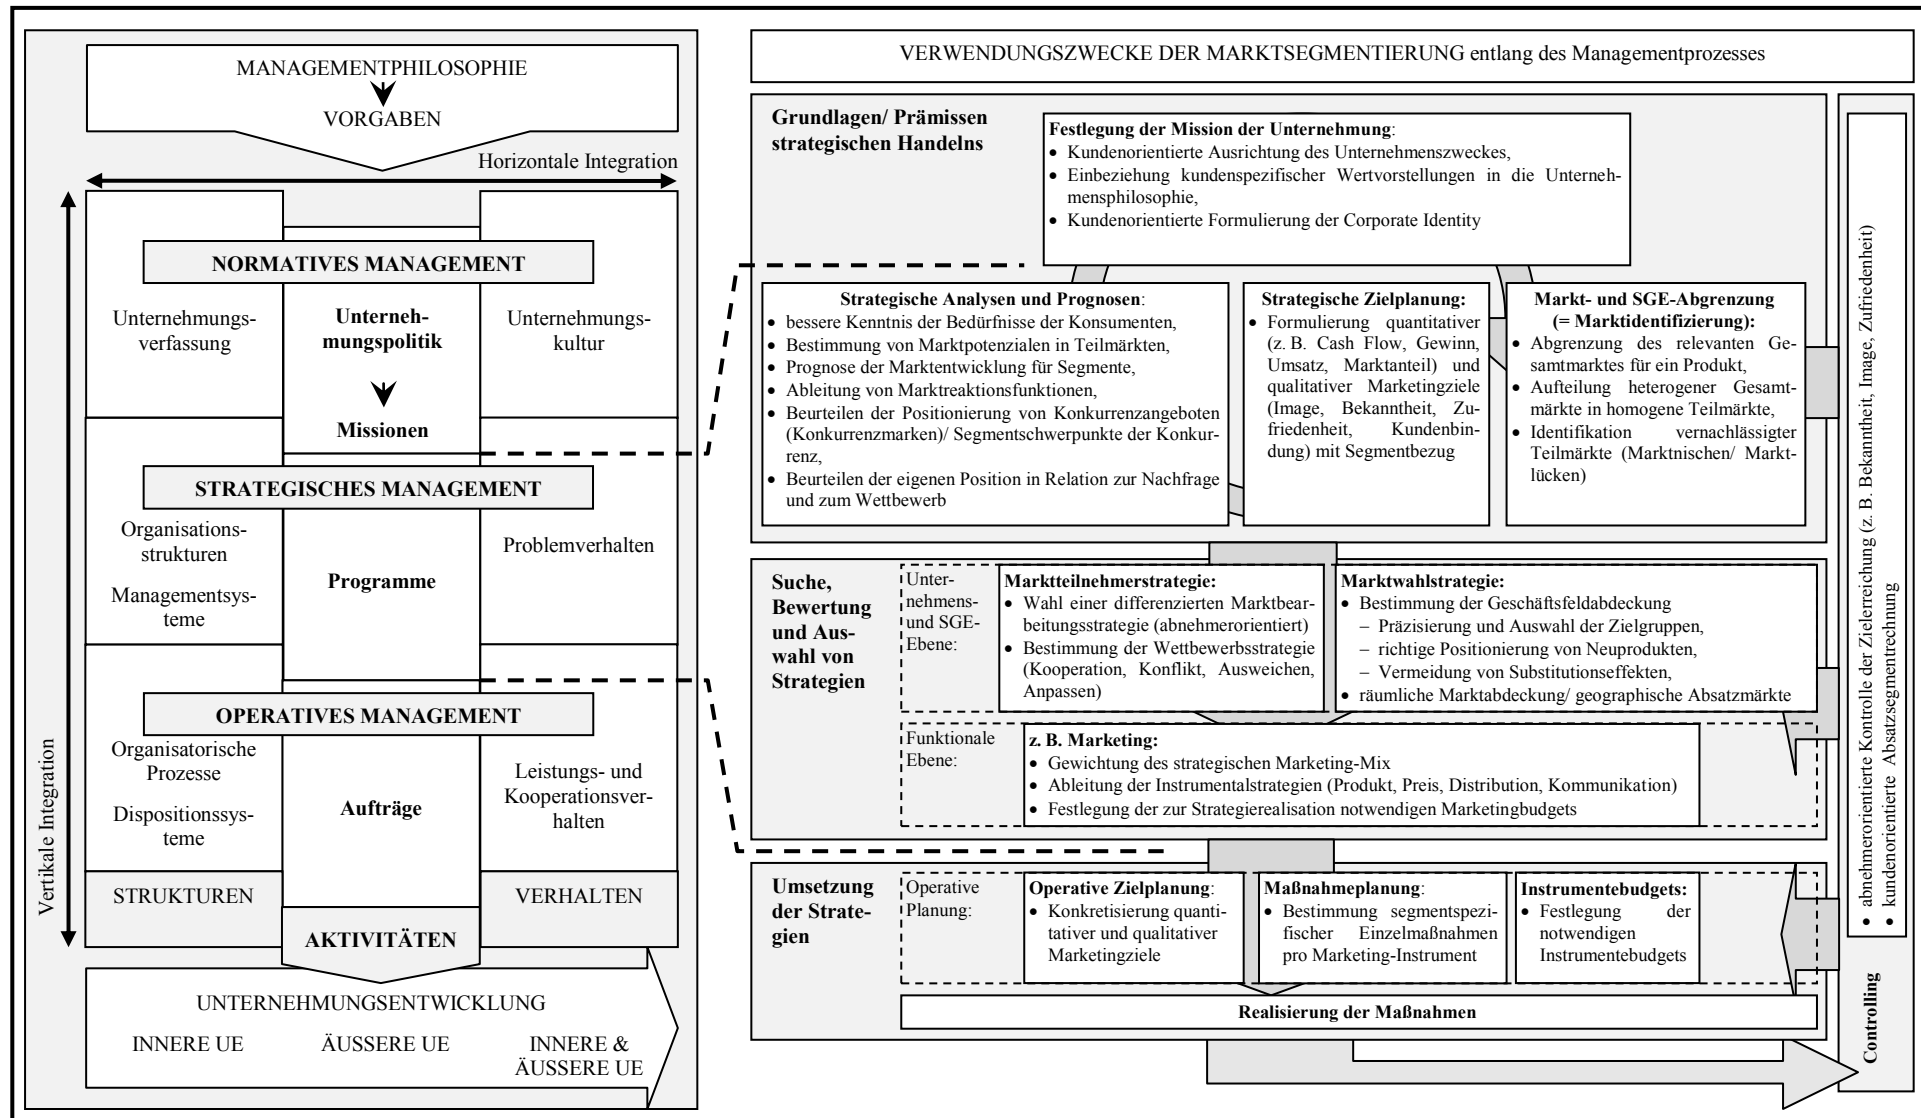 MANAGEMENTPHILOSOPHIE
VORGABEN
Horizontale Integration
Vertikale Integration
NORMATIVES MANAGEMENT
Unternehmungs-
verfassung
Unterneh-
mungspolitik
Missionen
Unternehmungs-
kultur
STRATEGISCHES MANAGEMENT
Organisations-
strukturen
Managementsys-
teme
Programme
Problemverhalten
OPERATIVES MANAGEMENT
Organisatorische
Prozesse
Dispositionssys-
teme
Aufträge
Leistungs- und
Kooperationsver-
halten
STRUKTUREN
AKTIVITÄTEN
VERHALTEN
UNTERNEHMUNGSENTWICKLUNG
INNERE UE
ÄUSSERE UE
INNERE &
ÄUSSERE UE
VERWENDUNGSZWECKE DER MARKTSEGMENTIERUNG entlang des Managementprozesses
Grundlagen/ Prämissen
strategischen Handelns
Festlegung der Mission der Unternehmung:
• Kundenorientierte Ausrichtung des Unternehmenszweckes,
• Einbeziehung kundenspezifischer Wertvorstellungen in die Unterneh-
mensphilosophie,
• Kundenorientierte Formulierung der Corporate Identity
Strategische Analysen und Prognosen:
• bessere Kenntnis der Bedürfnisse der Konsumenten,
• Bestimmung von Marktpotenzialen in Teilmärkten,
• Prognose der Marktentwicklung für Segmente,
• Ableitung von Marktreaktionsfunktionen,
• Beurteilen der Positionierung von Konkurrenzangeboten
(Konkurrenzmarken)/ Segmentschwerpunkte der Konkur-
renz,
• Beurteilen der eigenen Position in Relation zur Nachfrage
und zum Wettbewerb
Strategische Zielplanung:
• Formulierung quantitativer
(z. B. Cash Flow, Gewinn,
Umsatz, Marktanteil) und
qualitativer Marketingziele
(Image, Bekanntheit, Zu-
friedenheit, Kundenbin-
dung) mit Segmentbezug
Markt- und SGE-Abgrenzung
(= Marktidentifizierung):
• Abgrenzung des relevanten Ge-
samtmarktes für ein Produkt,
• Aufteilung heterogener Gesamt-
märkte in homogene Teilmärkte,
• Identifikation vernachlässigter
Teilmärkte (Marktnischen/ Markt-
lücken)
Suche,
Bewertung
und Aus-
wahl von
Strategien
Unter-
nehmens-
und SGE-
Ebene:
Marktteilnehmerstrategie:
• Wahl einer differenzierten Marktbear-
beitungsstrategie (abnehmerorientiert)
• Bestimmung der Wettbewerbsstrategie
(Kooperation, Konflikt, Ausweichen,
Anpassen)
Marktwahlstrategie:
• Bestimmung der Geschäftsfeldabdeckung
– Präzisierung und Auswahl der Zielgruppen,
– richtige Positionierung von Neuprodukten,
– Vermeidung von Substitutionseffekten,
• räumliche Marktabdeckung/ geographische Absatzmärkte
Funktionale
Ebene:
z. B. Marketing:
• Gewichtung des strategischen Marketing-Mix
• Ableitung der Instrumentalstrategien (Produkt, Preis, Distribution, Kommunikation)
• Festlegung der zur Strategierealisation notwendigen Marketingbudgets
Umsetzung
der Strate-
gien
Operative
Planung:
Operative Zielplanung:
• Konkretisierung quanti-
tativer und qualitativer
Marketingziele
Maßnahmeplanung:
• Bestimmung segmentspezi-
fischer Einzelmaßnahmen
pro Marketing-Instrument
Instrumentebudgets:
• Festlegung der
notwendigen
Instrumentebudgets
Realisierung der Maßnahmen
• abnehmerorientierte Kontrolle der Zielerreichung (z. B. Bekanntheit, Image, Zufriedenheit)
• kundenorientierte Absatzsegmentrechnung
Controlling